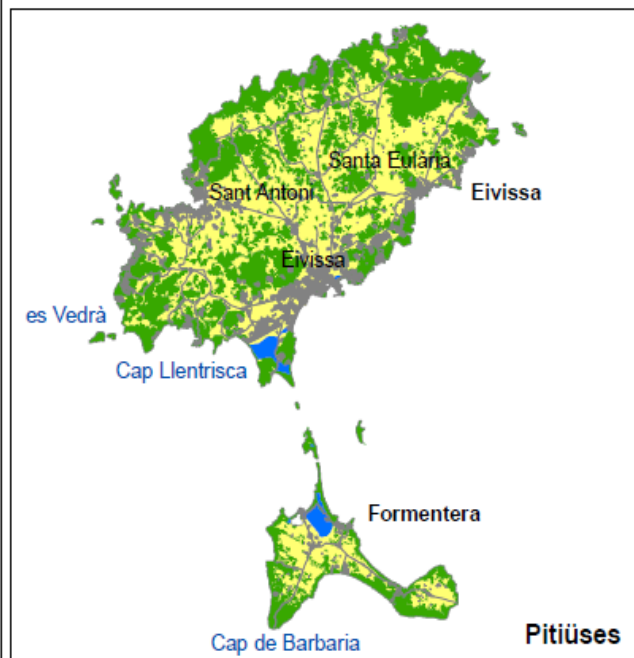 Santa Eulària
Sant Antoni
Eivissa
Eivissa
es Vedrà
Cap Llentrisca
Formentera
Pitiüses
Cap de Barbaria